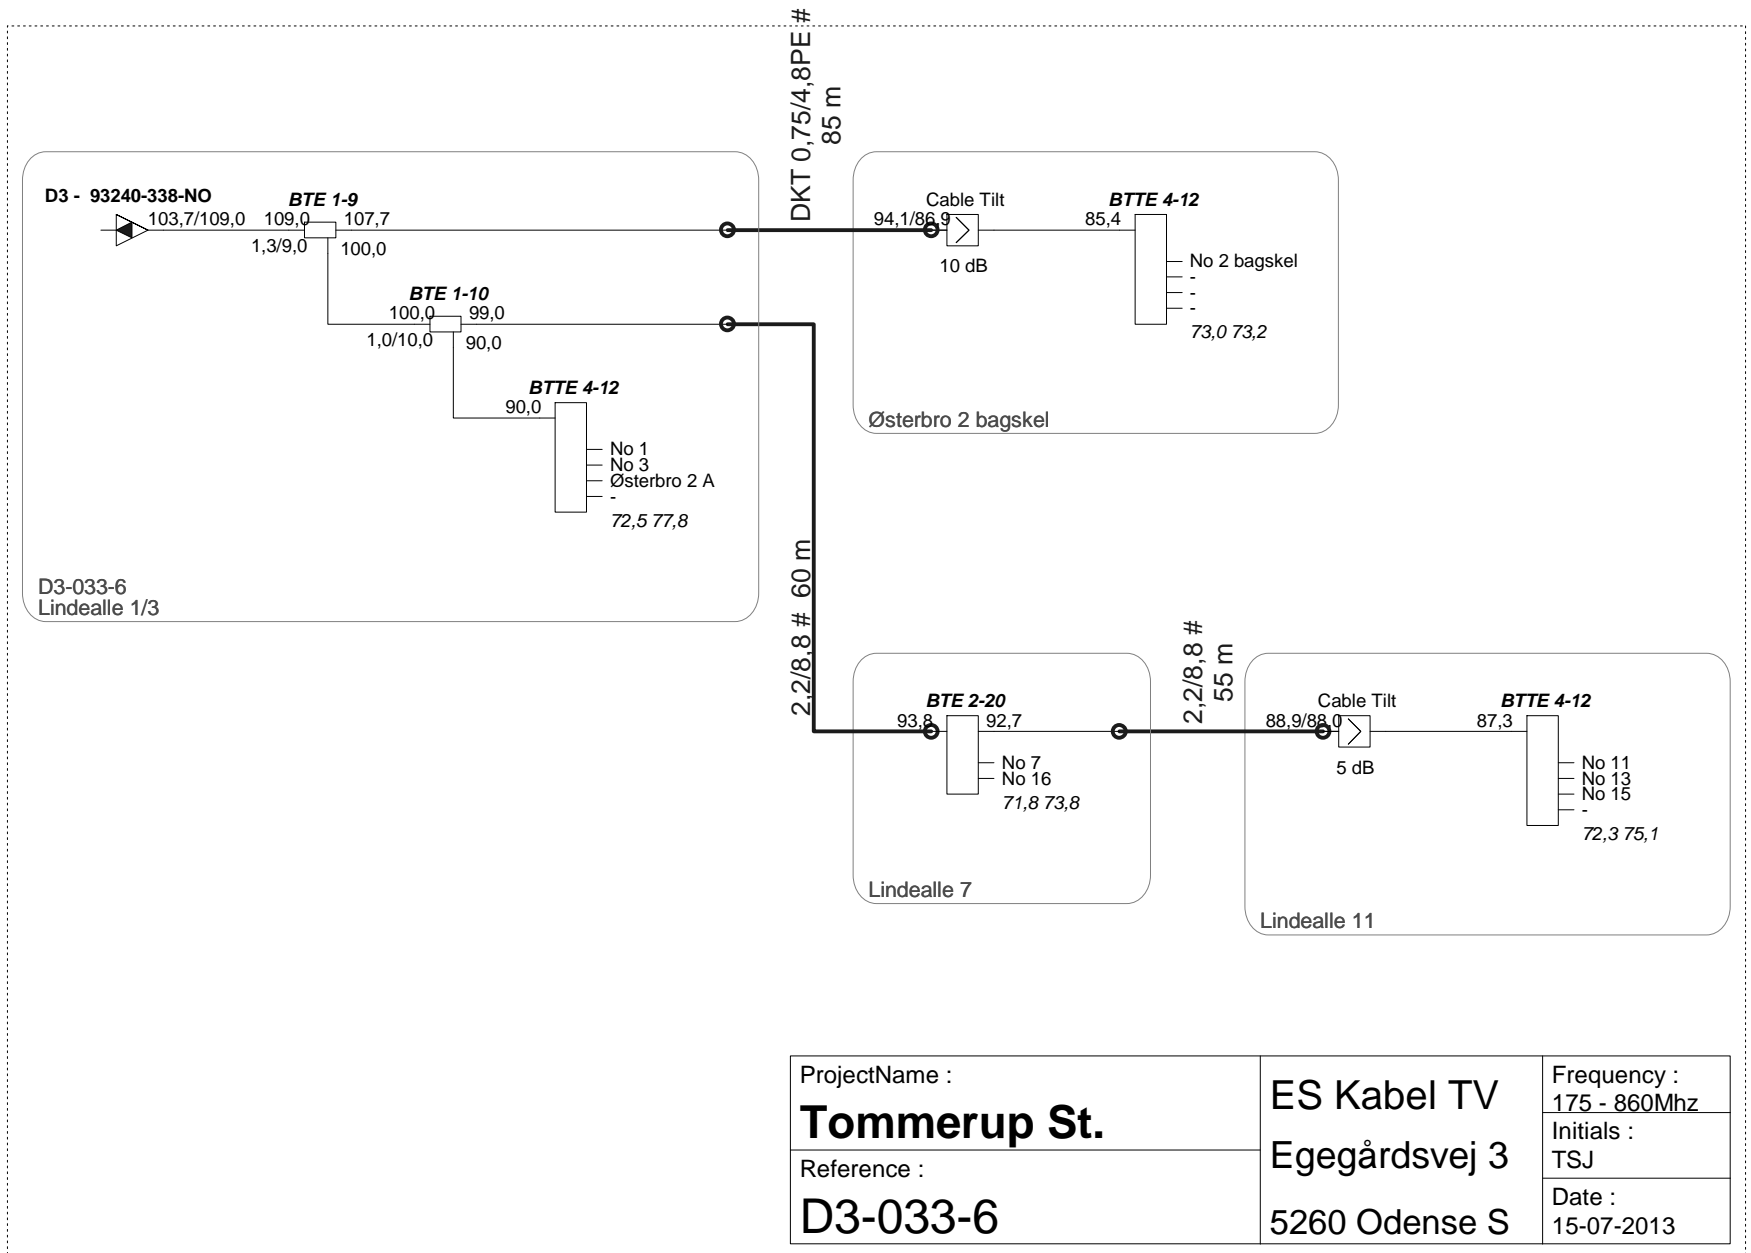 DKT 0,75/4,8PE #
85 m
D3 - 93240-338-NO
103,7/109,0
BTE 1-9
109,0
107,7
1,3/9,0
100,0
BTE 1-10
100,0
99,0
1,0/10,0
90,0
BTTE 4-12
90,0
No 1
No 3
Østerbro 2 A
-
72,5 77,8
D3-033-6
Lindealle 1/3
Cable Tilt
94,1/86,9
10 dB
BTTE 4-12
85,4
No 2 bagskel
-
-
-
73,0 73,2
Østerbro 2 bagskel
2,2/8,8 # 60 m
BTE 2-20
93,8
92,7
No 7
No 16
71,8 73,8
Lindealle 7
2,2/8,8 #
55 m
Cable Tilt
88,9/88,0
5 dB
BTTE 4-12
87,3
No 11
No 13
No 15
-
72,3 75,1
Lindealle 11
ProjectName :
Tommerup St.
Reference :
D3-033-6
ES Kabel TV
Egegårdsvej 3
5260 Odense S
Frequency :
175 - 860Mhz
Initials :
TSJ
Date :
15-07-2013